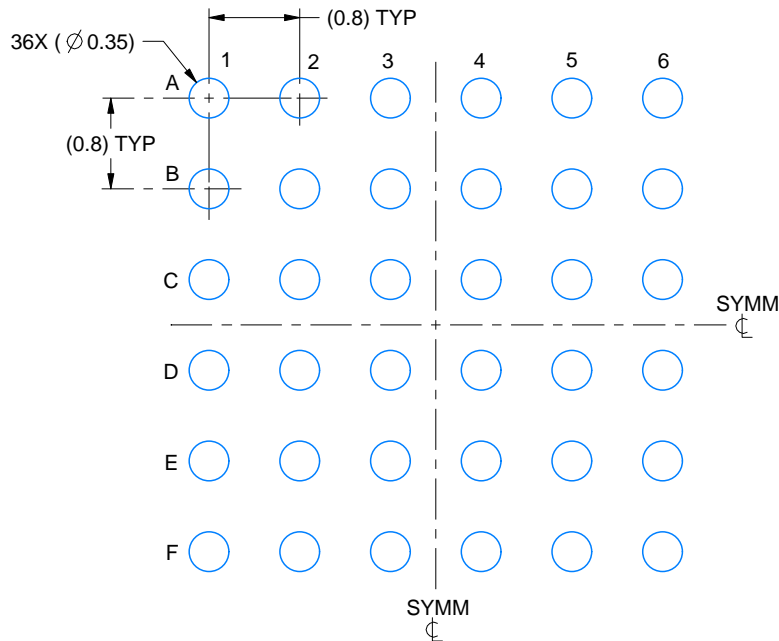 (0.8) TYP
36X ( ∅ 0.35)
1 2 3 4 5 6
A
(0.8) TYP
B
C
SYMM
℄
D
E
F
SYMM
℄